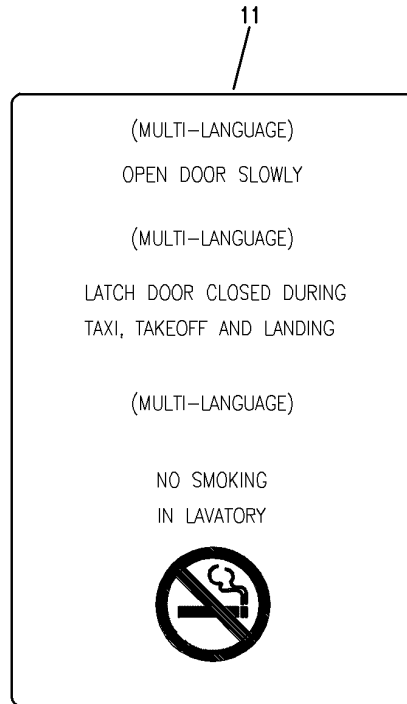 11
(MULTI-LANGUAGE)
OPEN DOOR SLOWLY
(MULTI-LANGUAGE)
LATCH DOOR CLOSED DURING
TAXI, TAKEOFF AND LANDING
(MULTI-LANGUAGE)
NO SMOKING
IN LAVATORY